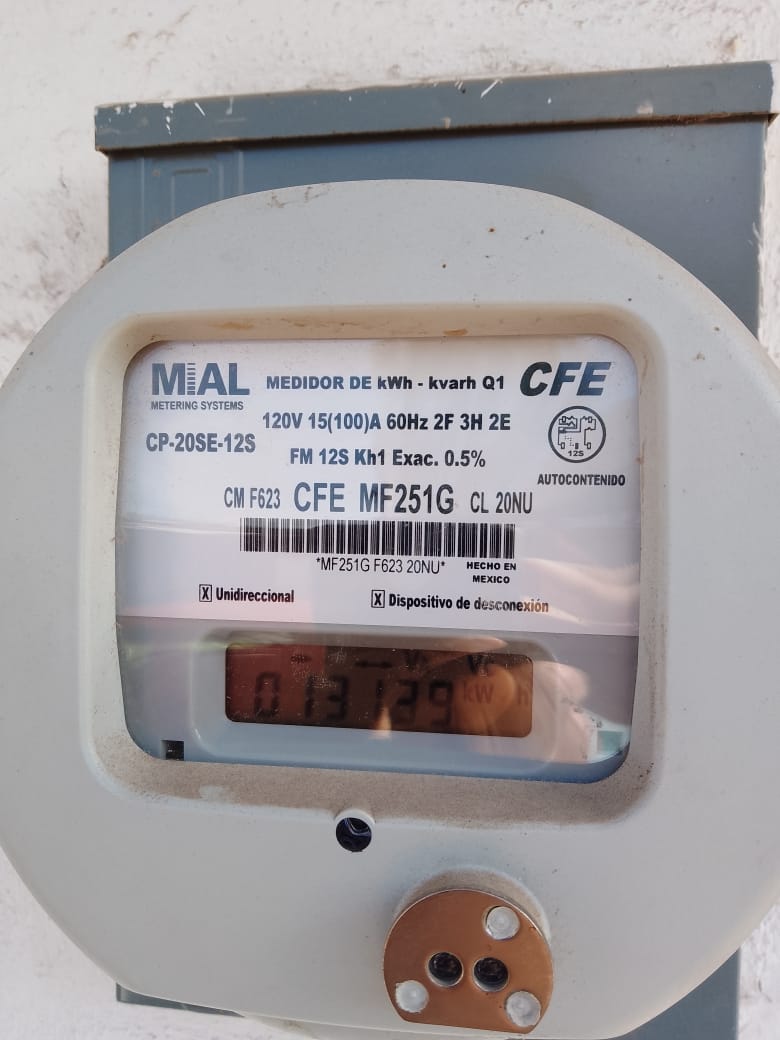 MIAL
METERING SYSTEMS
MEDIDOR DE kWh - kvarh Q1
CFE
120V 15(100)A 60Hz 2F 3H 2E
CP-20SE-12S
FM 12S Kh1 Exac. 0.5%
12S
AUTOCONTENIDO
CM F623 CFE MF251G CL 20NU
*MF251G F623 20NU*
HECHO EN
MEXICO
X Unidireccional
X Dispositivo de desconexión
013139 kW h